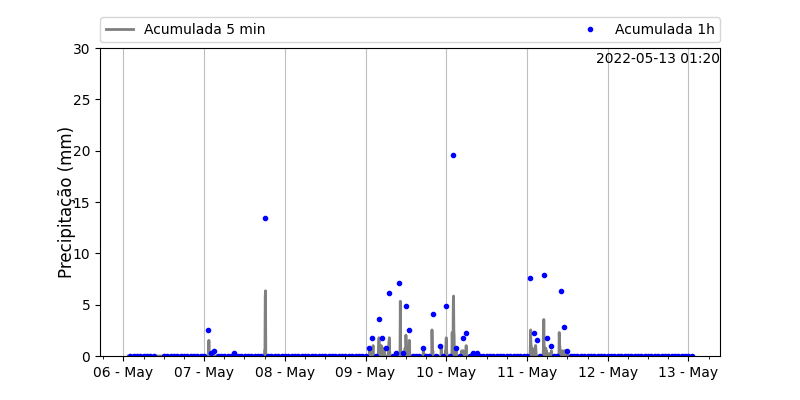 Acumulada 5 min Acumulada 1h
2022-05-13 01:20
Precipitação (mm)
30
25
20
15
10
5
0
06 - May 07 - May 08 - May 09 - May 10 - May 11 - May 12 - May 13 - May